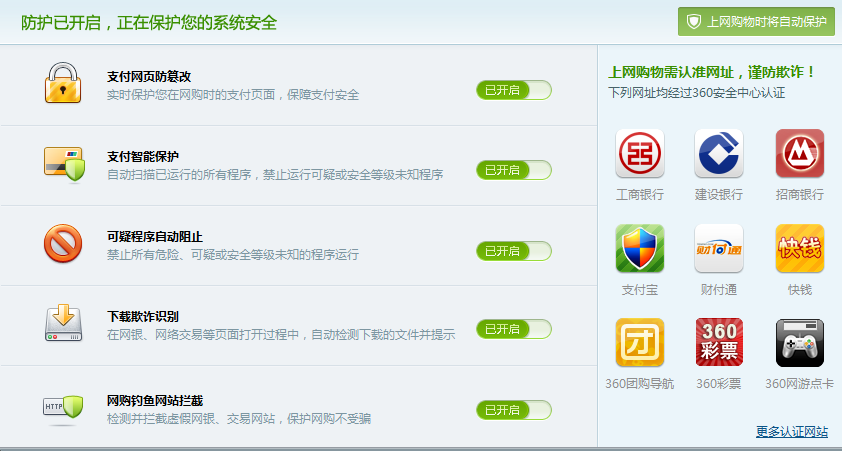 防护已开启，正在保护您的系统安全
上网购物时将自动保护
支付网页防篡改
实时保护您在网购时的支付页面，保障支付安全
已开启
支付智能保护
自动扫描已运行的所有程序，禁止运行可疑或安全等级未知程序
已开启
可疑程序自动阻止
禁止所有危险、可疑或安全等级未知的程序运行
已开启
下载欺诈识别
在网银、网络交易等页面打开过程中，自动检测下载的文件并提示
已开启
HTTP
网购钓鱼网站拦截
检测并拦截虚假网银、交易网站，保护网购不受骗
已开启
上网购物需认准网址，谨防欺诈！
下列网址均经过360安全中心认证
工商银行
建设银行
招商银行
财付通
快钱
支付宝
财付通
快钱
团
360
彩票
360团购导航
360彩票
360网游点卡
更多认证网站